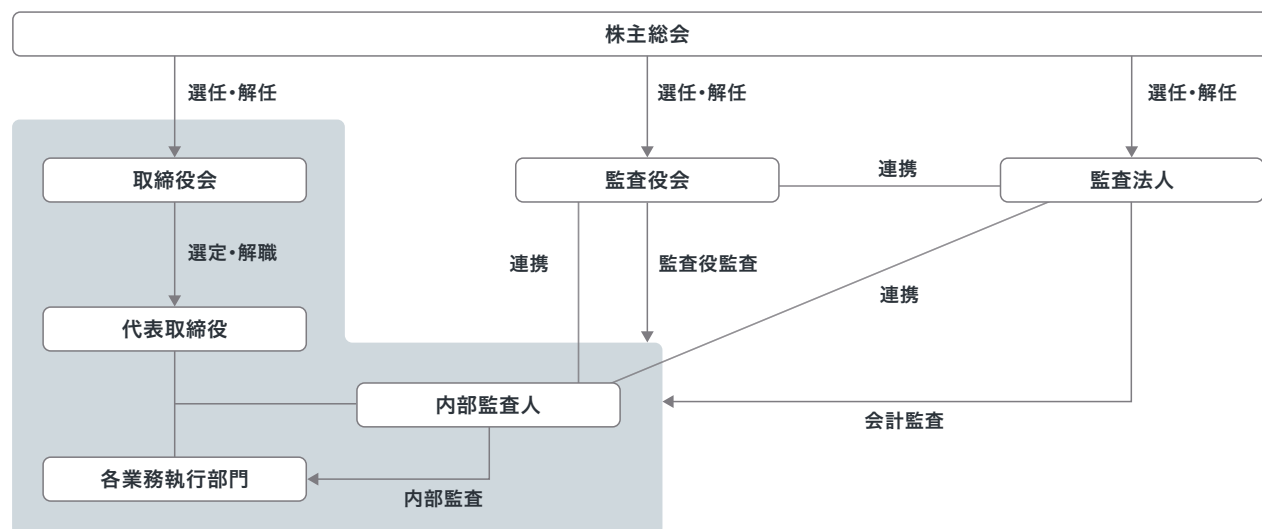 株主総会
選任・解任
選任・解任
選任・解任
取締役会
監査役会
連携
監査法人
選定・解職
連携
監査役監査
連携
代表取締役
内部監査人
会計監査
各業務執行部門
内部監査